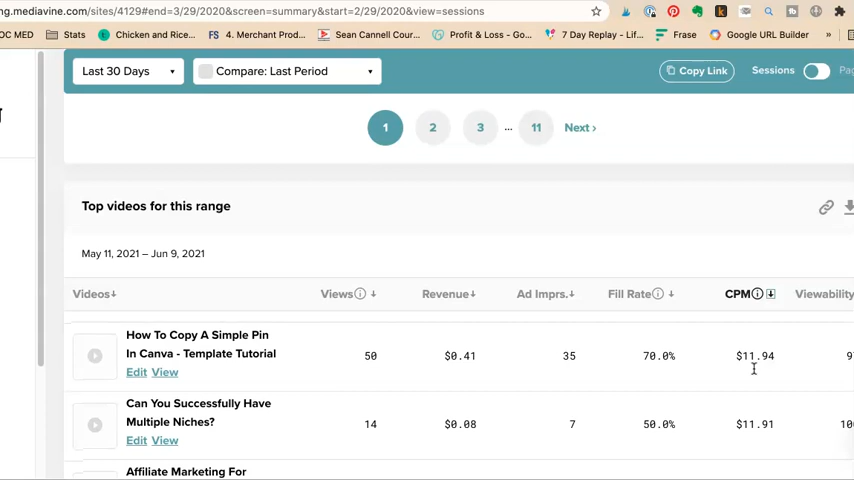 ng.mediavine.com/sites/4129#end=3/29/2020&screen=summary&start=2/29/2020&view=sessions
OC MED Stats Chicken and Rice... FS 4. Merchant Prod... Sean Cannell Cour... Profit & Loss - Go... 7 Day Replay - Lif... Frase Google URL Builder »
Last 30 Days Compare: Last Period Copy Link Sessions Pag
1 2 3 ... 11 Next ›
Top videos for this range
May 11, 2021 – Jun 9, 2021
Videos Views Revenue Ad Imprs. Fill Rate CPM Viewability
How To Copy A Simple Pin
In Canva - Template Tutorial 50 $0.41 35 70.0% $11.94 9
Edit View
Can You Successfully Have
Multiple Niches? 14 $0.08 7 50.0% $11.91 100
Edit View
Affiliate Marketing For